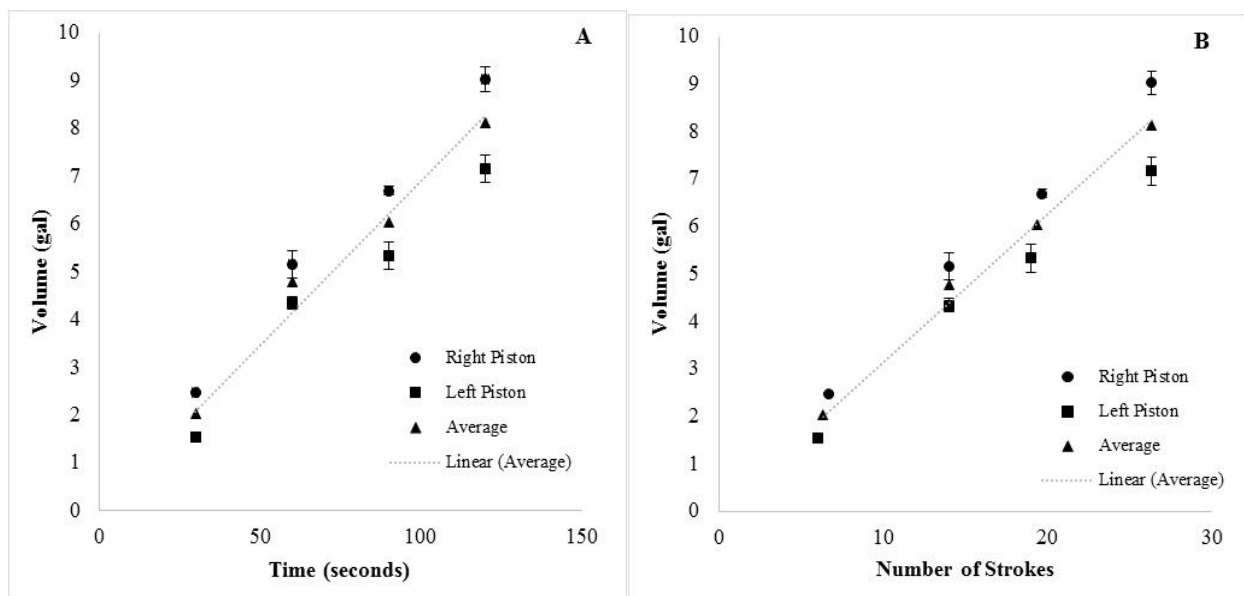 A
10
9
8
7
6
5
4
3
2
1
0
Volume (gal)
0
50
100
150
Time (seconds)
Right Piston
Left Piston
Average
Linear (Average)
B
10
9
8
7
6
5
4
3
2
1
0
Volume (gal)
0
10
20
30
Number of Strokes
Right Piston
Left Piston
Average
Linear (Average)